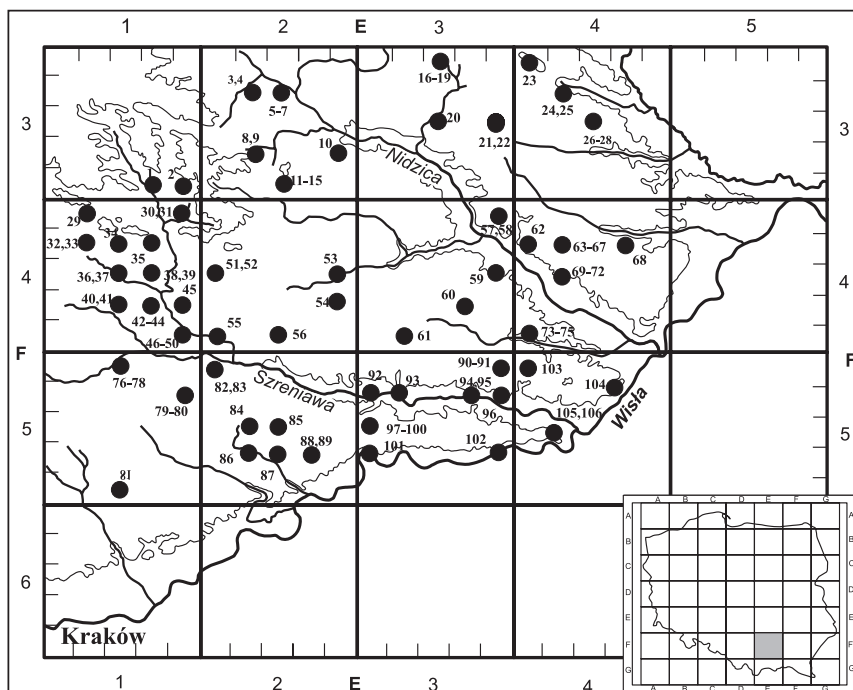 1 2 E 3 4 5
3 3
16-19 23
3,4 5-7 24,25
20 21,22 26-28
8,9 10 Nidzica
1 2 11-15
29 30,31 57,58 62
32,33 34 35 51,52 53 63-67 68
36,37 38,39 59 69-72
4 4
40,41 45 54 60
42-44
46-50 55 56 61 73-75
F F
76-78 82,83 Szreniawa 92 93 90-91 103
79-80 94,95 104 Wisła
84 85 96 105,106
5 5
86 87 88,89 97-100 101 102
81
6
Kraków
1 2 E 3 4
A B C D E F G
A A
B B
C C
D D
E E
F F
G G
A B C D E F G